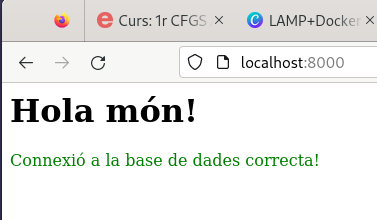 Curs: 1r CFGS
LAMP+Docker
localhost:8000
Hola món!
Connexió a la base de dades correcta!